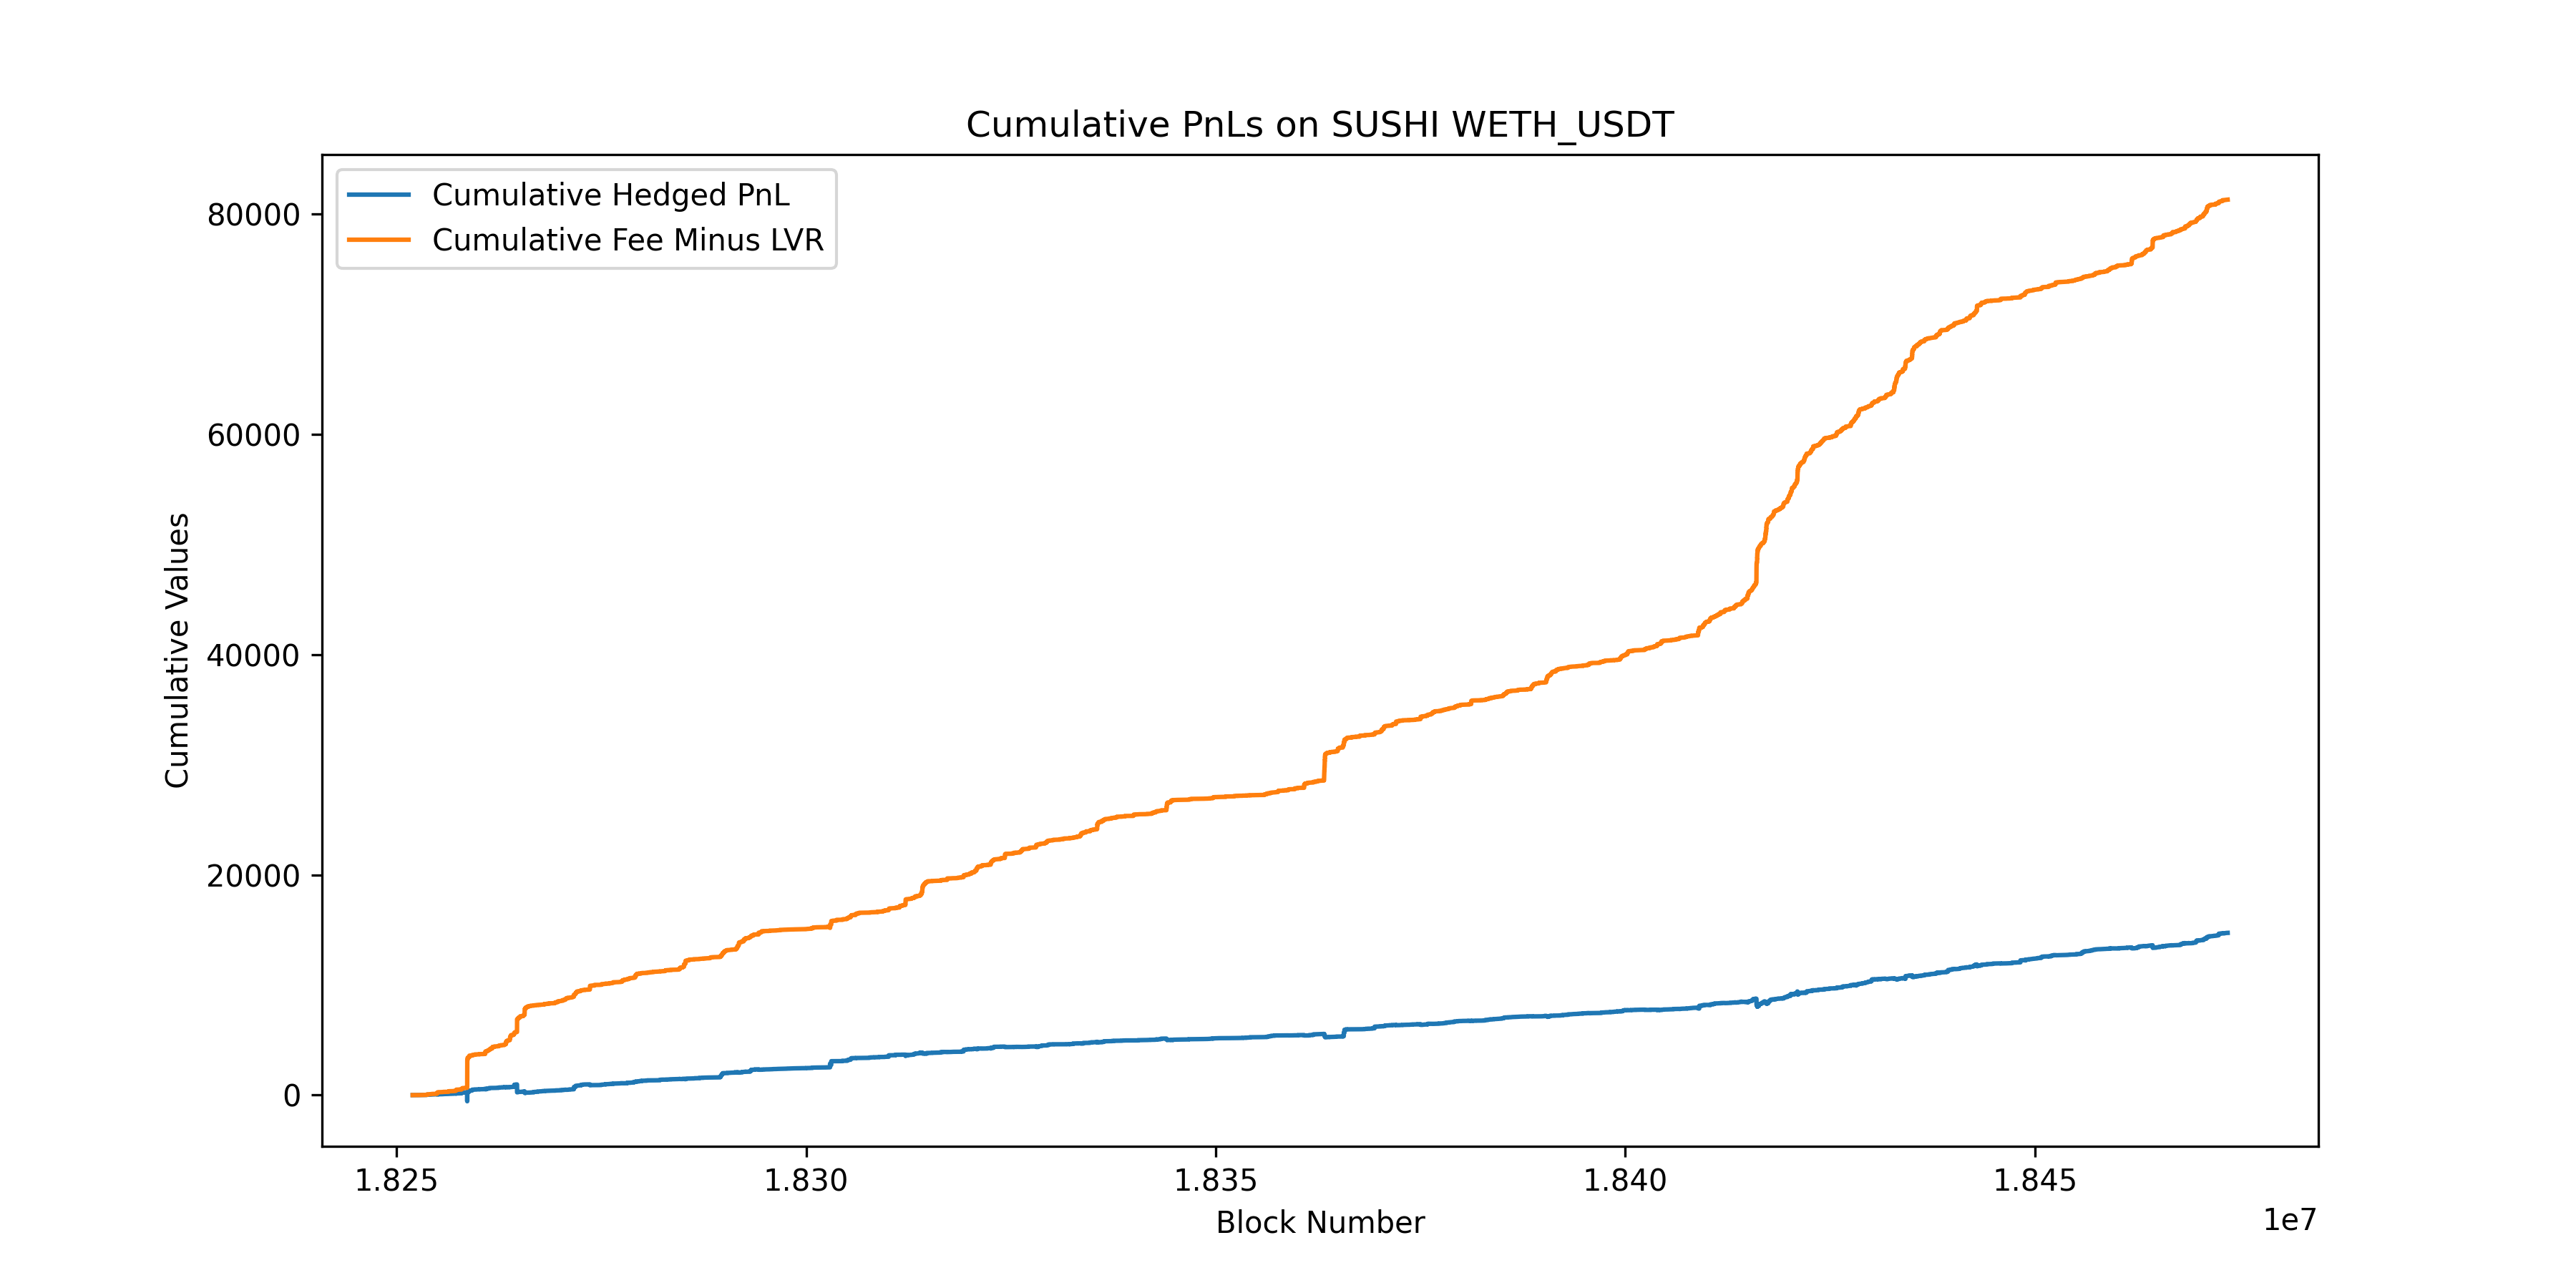 Cumulative PnLs on SUSHI WETH_USDT
Cumulative Hedged PnL
Cumulative Fee Minus LVR
80000
60000
40000
20000
0
Cumulative Values
1.825 1.830 1.835 1.840 1.845
1e7
Block Number